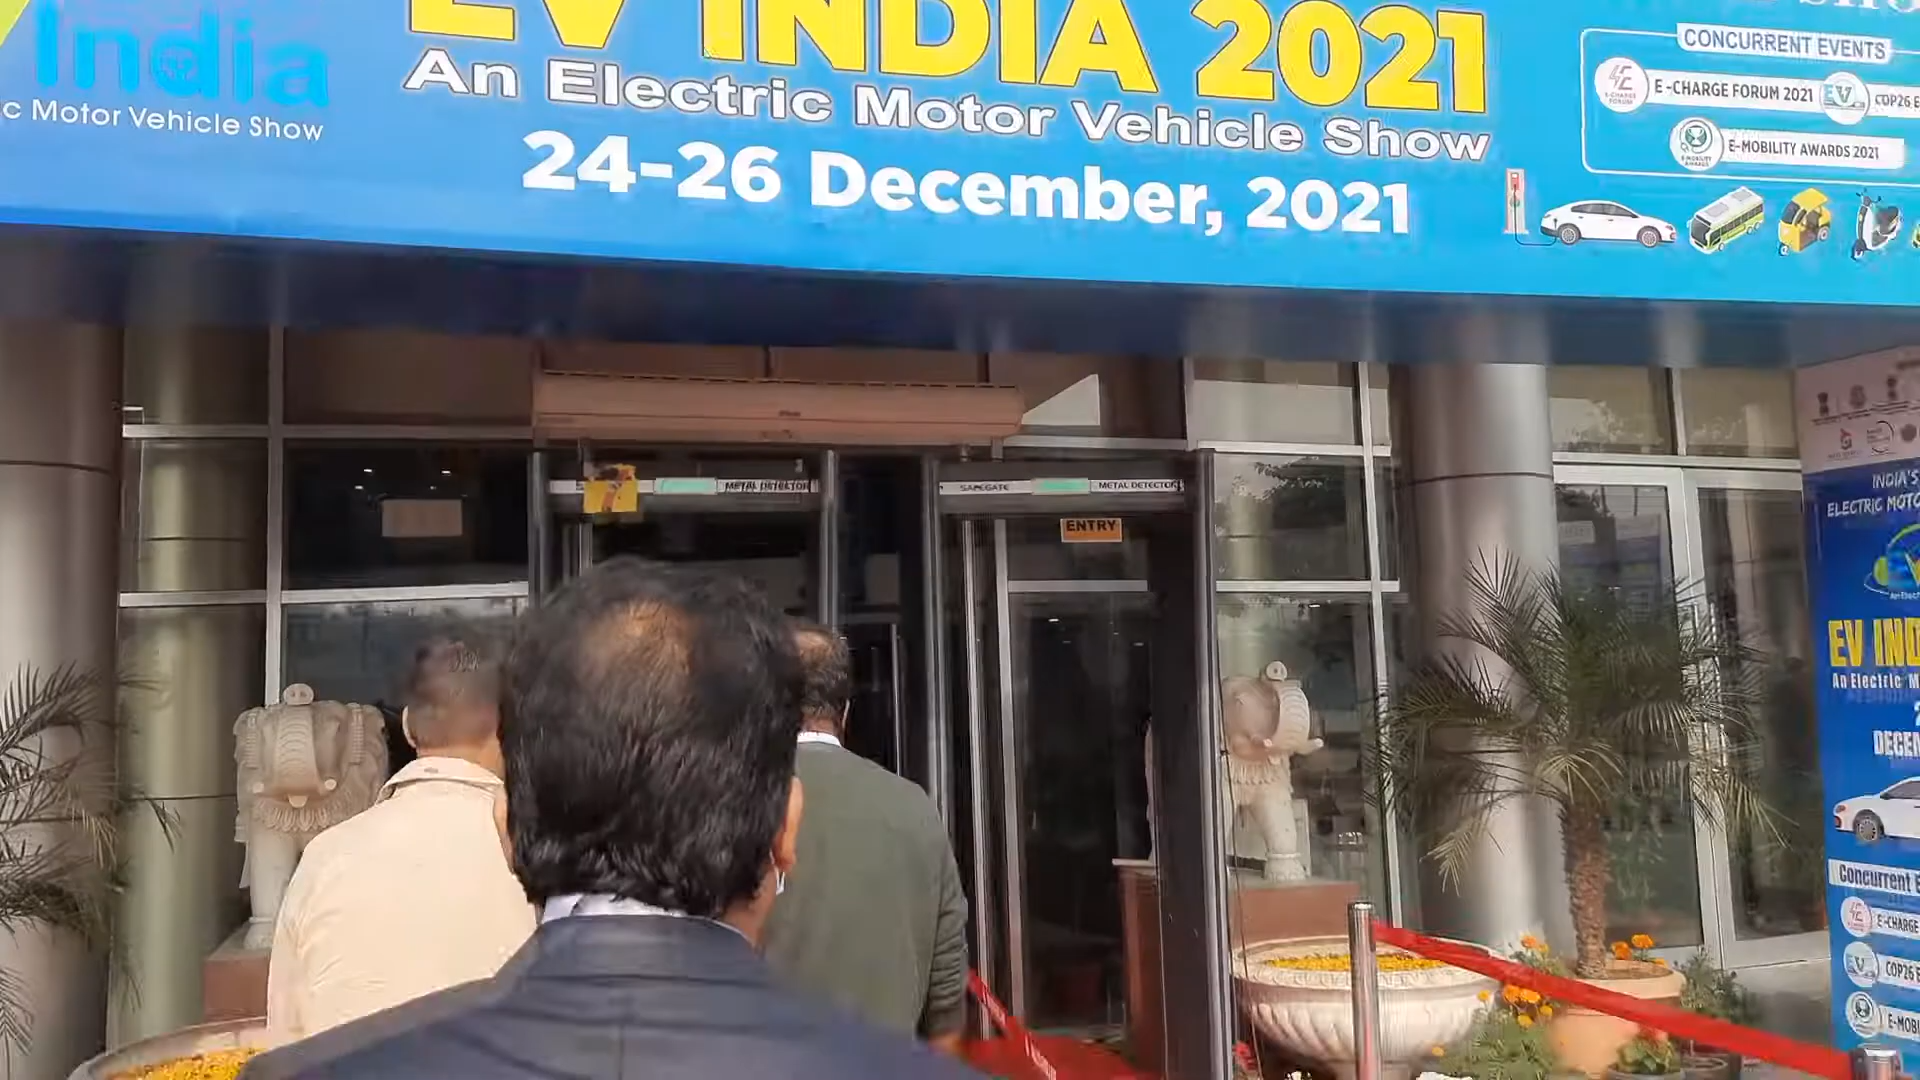 India
c Motor Vehicle Show
EV INDIA 2021
An Electric Motor Vehicle Show
24-26 December, 2021
CONCURRENT EVENTS
E-CHARGE FORUM 2021
COP26 E
E-MOBILITY AWARDS 2021
METAL DETECTOR
SAFEGATE METAL DETECTOR
ENTRY
INDIA'S
ELECTRIC MOTO
EV IND
An Electric M
DECEM
Concurrent E
E-CHARGE
COP26 E
E-MOBI